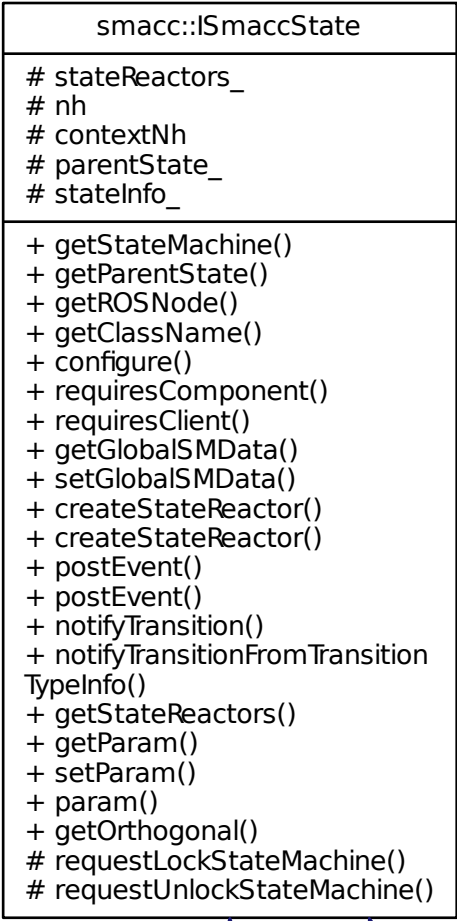 smacc::ISmaccState
# stateReactors_
# nh
# contextNh
# parentState_
# stateInfo_
+ getStateMachine()
+ getParentState()
+ getROSNode()
+ getClassName()
+ configure()
+ requiresComponent()
+ requiresClient()
+ getGlobalSMData()
+ setGlobalSMData()
+ createStateReactor()
+ createStateReactor()
+ postEvent()
+ postEvent()
+ notifyTransition()
+ notifyTransitionFromTransition
TypeInfo()
+ getStateReactors()
+ getParam()
+ setParam()
+ param()
+ getOrthogonal()
# requestLockStateMachine()
# requestUnlockStateMachine()